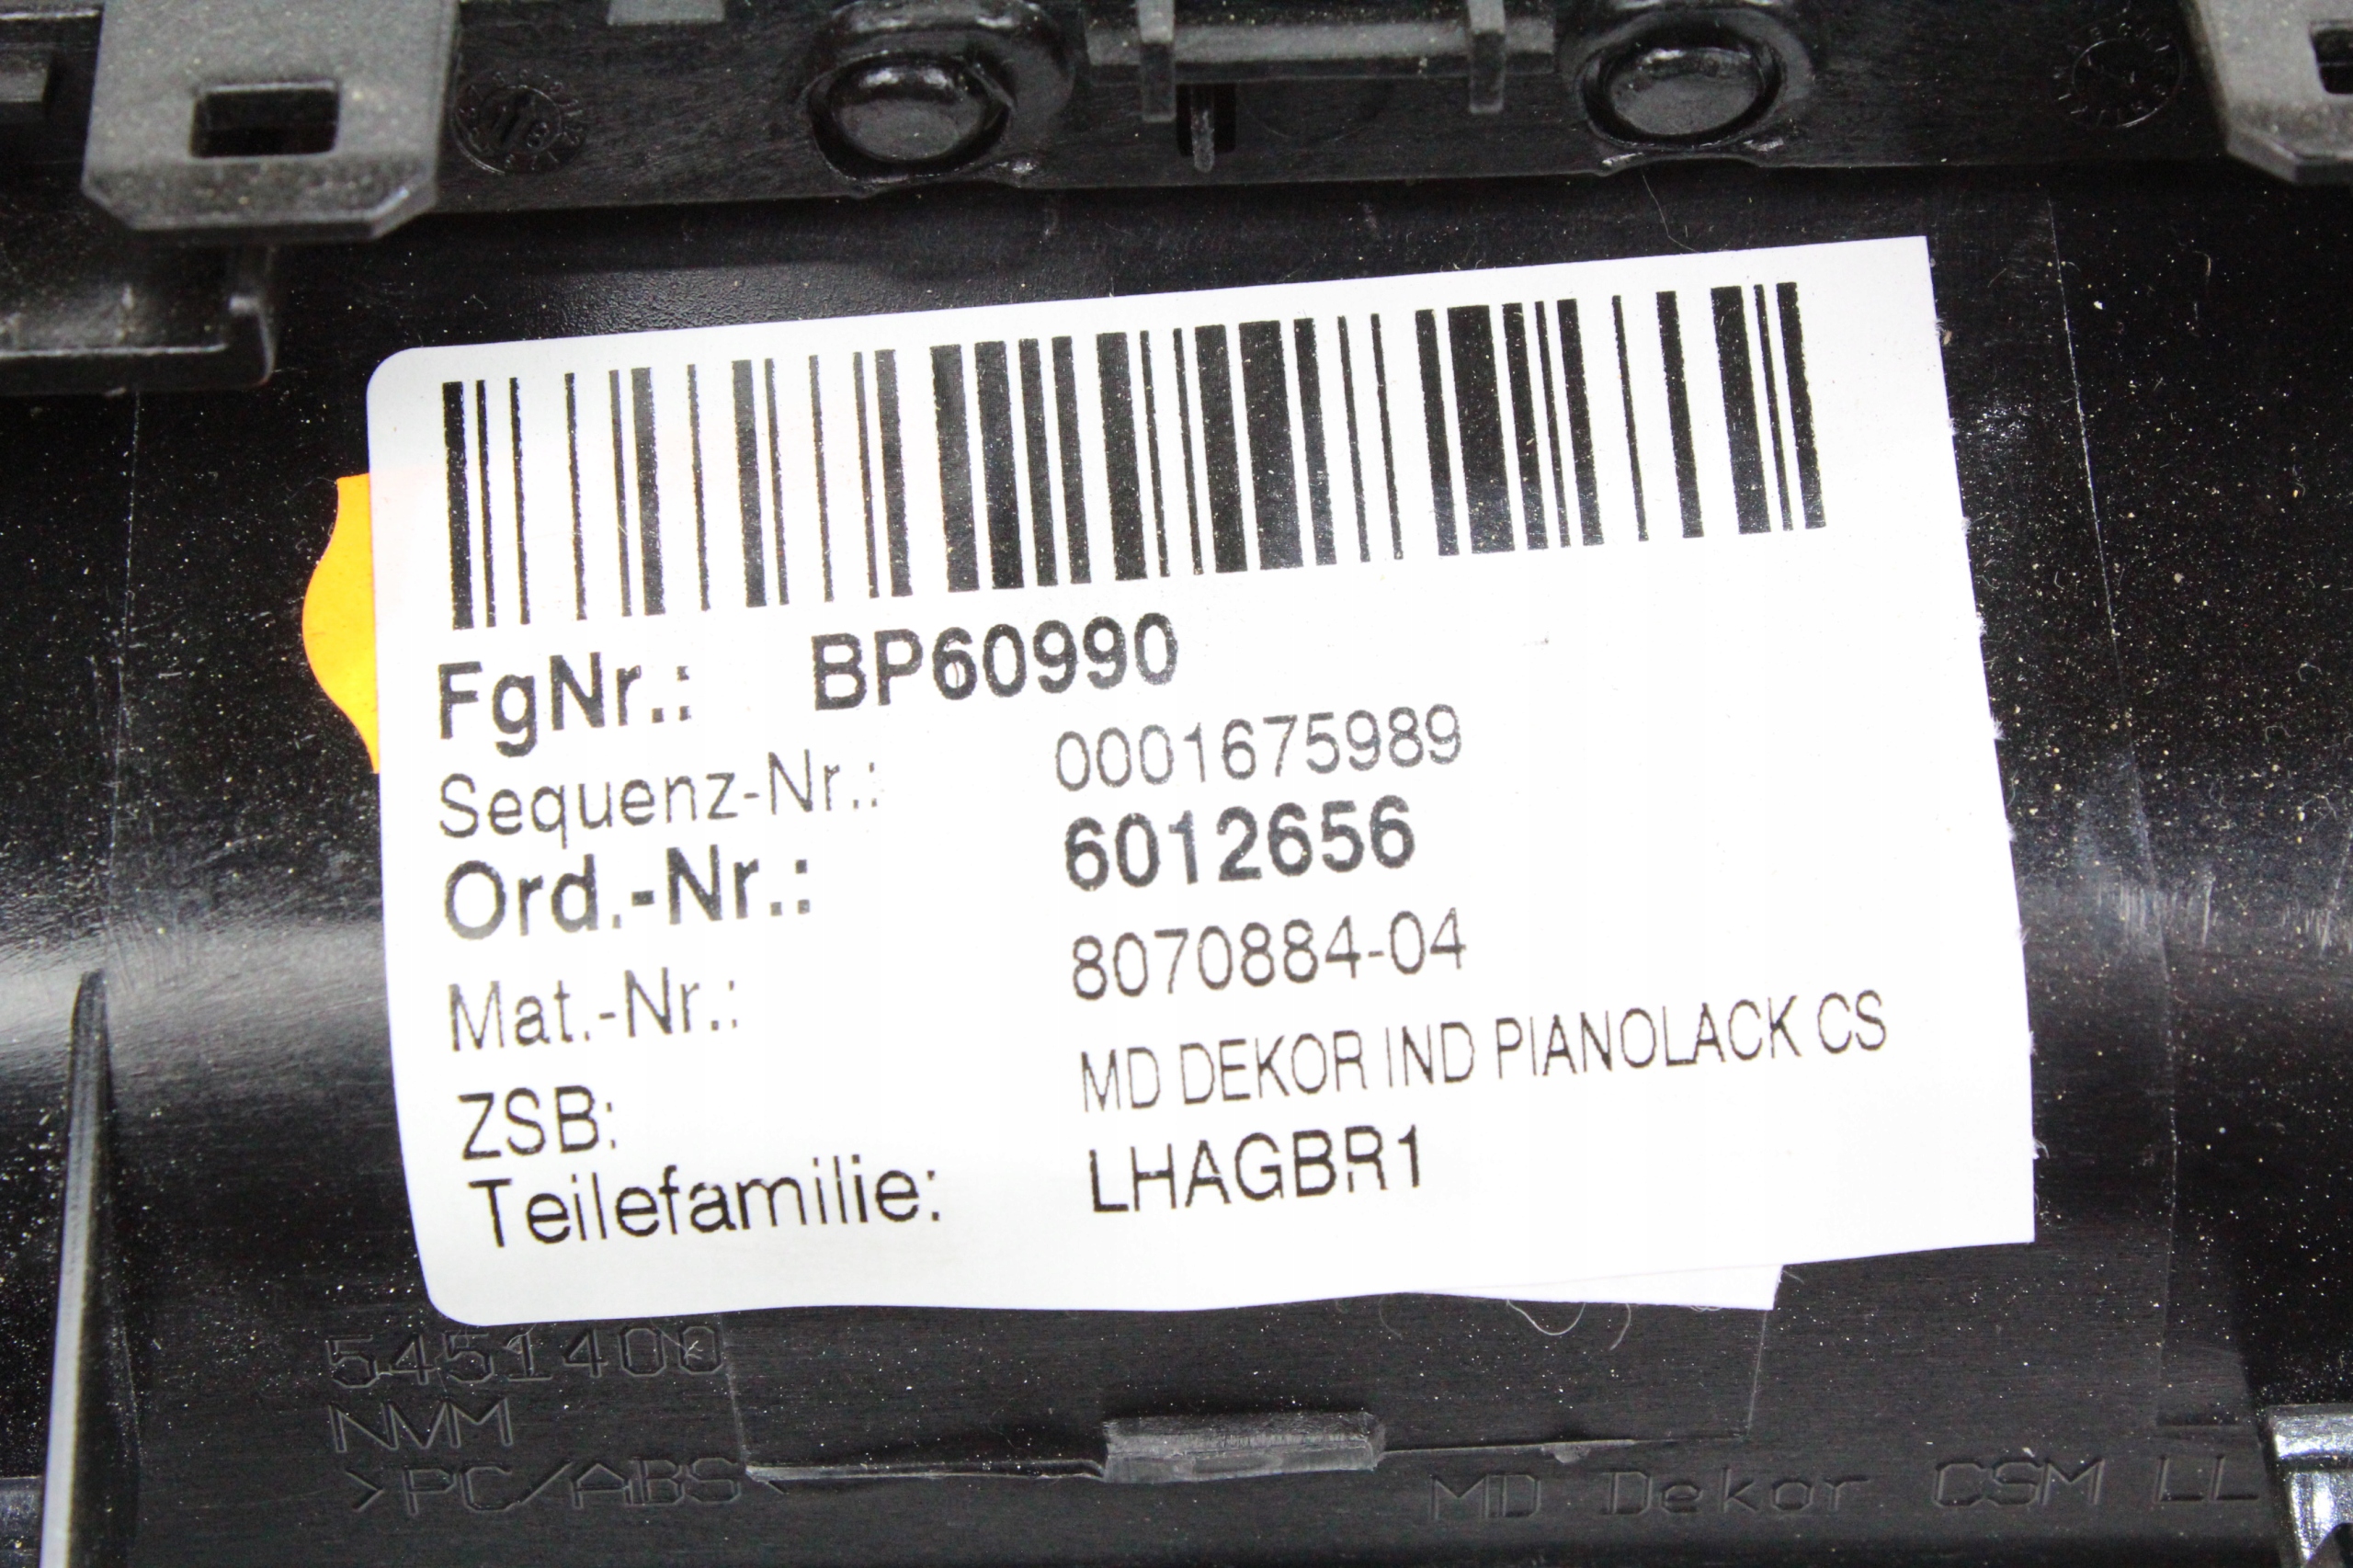 FgNr.: BP60990
Sequenz-Nr.: 0001675989
Ord.-Nr.: 6012656
Mat.-Nr.: 8070884-04
ZSB: MD DEKOR IND PIANOLACK CS
Teilefamilie: LHAGBR1
5451400
NVM
>PC/ABS<
MD Dekor CSM LL